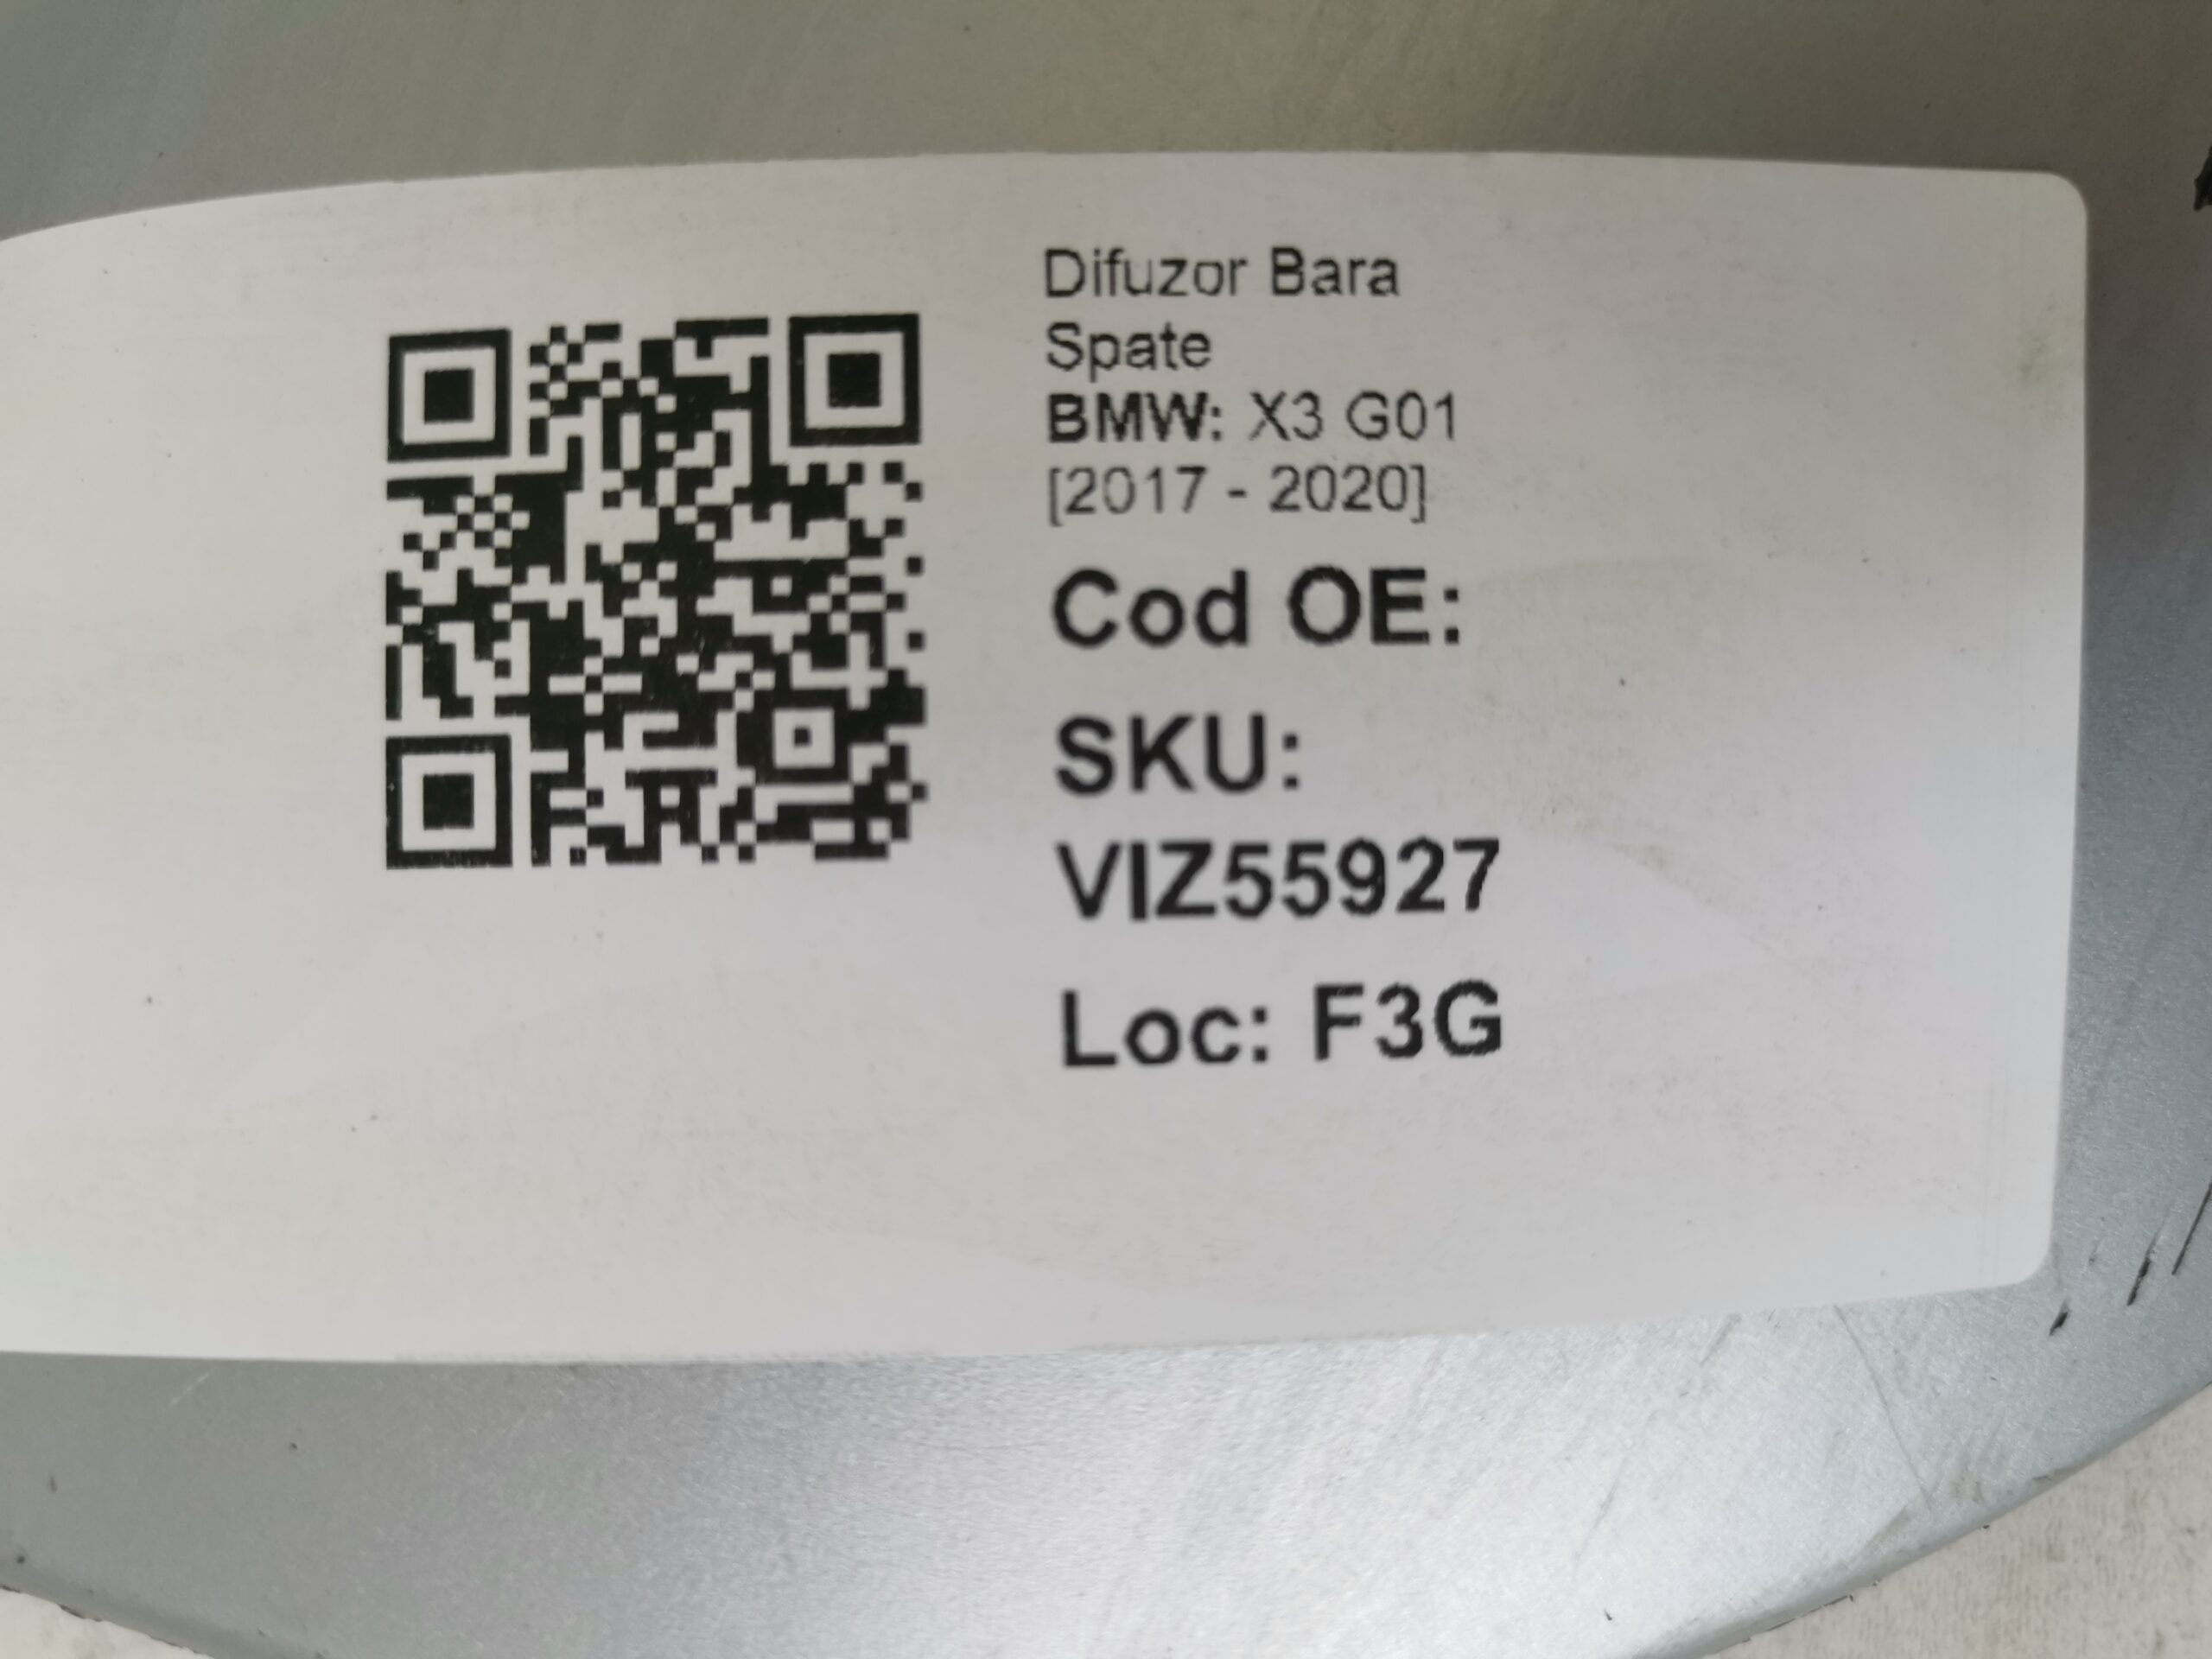 Difuzor Bara
Spate
BMW: X3 G01
[2017 - 2020]
Cod OE:
SKU:
VIZ55927
Loc: F3G